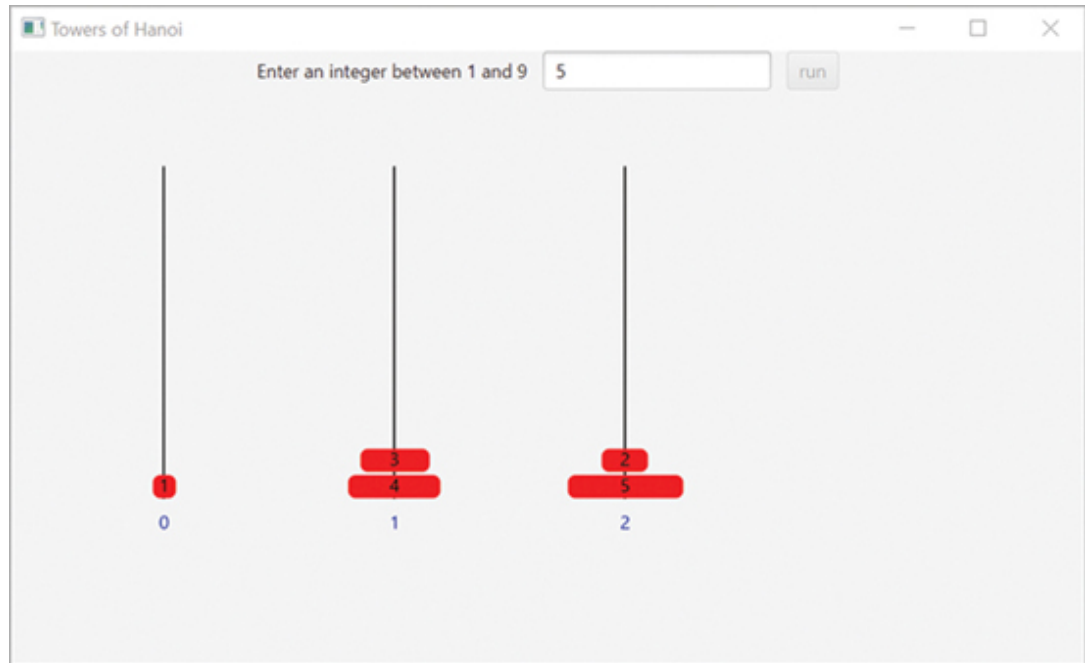 Towers of Hanoi
Enter an integer between 1 and 9 5 run
3 2
1 4 5
0 1 2